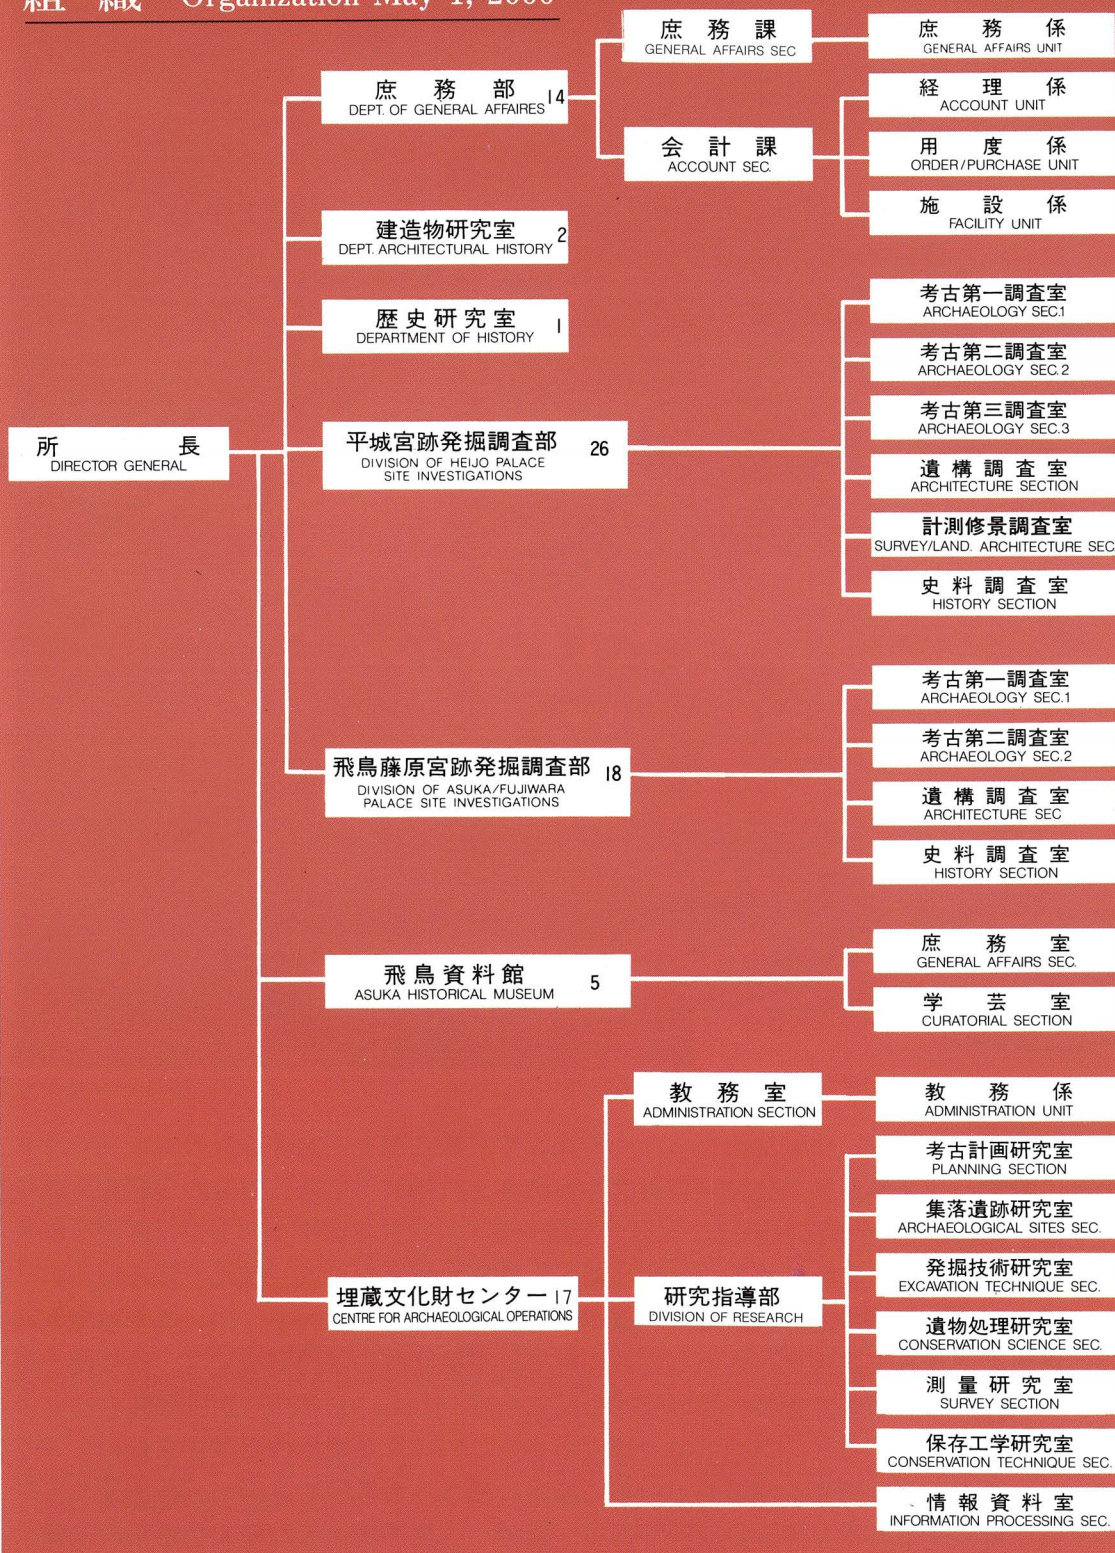 組 織 Organization May 1, 2000
所 長
DIRECTOR GENERAL
庶 務 部 14
DEPT. OF GENERAL AFFAIRES
庶 務 課
GENERAL AFFAIRS SEC
庶 務 係
GENERAL AFFAIRS UNIT
会 計 課
ACCOUNT SEC.
経 理 係
ACCOUNT UNIT
用 度 係
ORDER/PURCHASE UNIT
施 設 係
FACILITY UNIT
建造物研究室 2
DEPT. ARCHITECTURAL HISTORY
歴史研究室 1
DEPARTMENT OF HISTORY
平城宮跡発掘調査部 26
DIVISION OF HEIJO PALACE
SITE INVESTIGATIONS
考古第一調査室
ARCHAEOLOGY SEC.1
考古第二調査室
ARCHAEOLOGY SEC.2
考古第三調査室
ARCHAEOLOGY SEC.3
遺構調査室
ARCHITECTURE SECTION
計測修景調査室
SURVEY/LAND. ARCHITECTURE SEC
史料調査室
HISTORY SECTION
飛鳥藤原宮跡発掘調査部 18
DIVISION OF ASUKA/FUJIWARA
PALACE SITE INVESTIGATIONS
考古第一調査室
ARCHAEOLOGY SEC.1
考古第二調査室
ARCHAEOLOGY SEC.2
遺構調査室
ARCHITECTURE SEC
史料調査室
HISTORY SECTION
飛鳥資料館 5
ASUKA HISTORICAL MUSEUM
庶 務 室
GENERAL AFFAIRS SEC.
学 芸 室
CURATORIAL SECTION
埋蔵文化財センター 17
CENTRE FOR ARCHAEOLOGICAL OPERATIONS
教 務 室
ADMINISTRATION SECTION
教 務 係
ADMINISTRATION UNIT
研究指導部
DIVISION OF RESEARCH
考古計画研究室
PLANNING SECTION
集落遺跡研究室
ARCHAEOLOGICAL SITES SEC.
発掘技術研究室
EXCAVATION TECHNIQUE SEC.
遺物処理研究室
CONSERVATION SCIENCE SEC.
測量研究室
SURVEY SECTION
保存工学研究室
CONSERVATION TECHNIQUE SEC.
情報資料室
INFORMATION PROCESSING SEC.